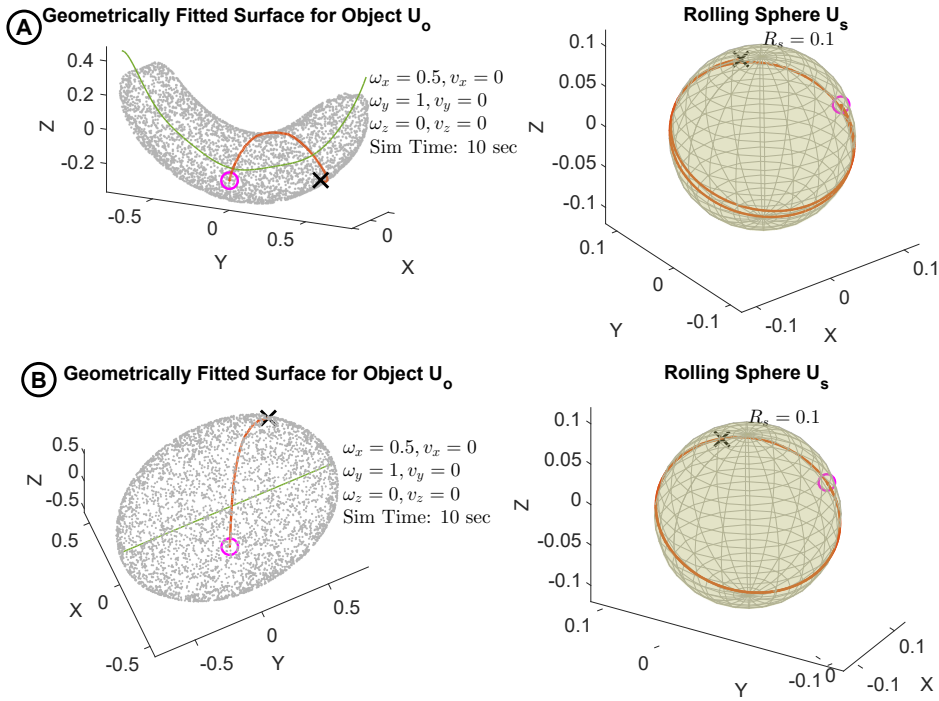 A
Geometrically Fitted Surface for Object U_o
Rolling Sphere U_s
R_s = 0.1
ω_x = 0.5, v_x = 0
ω_y = 1, v_y = 0
ω_z = 0, v_z = 0
Sim Time: 10 sec
0.4
0.2
0
-0.2
Z
-0.5
0
0.5
Y
0
X
0.1
0.05
0
-0.05
-0.1
Z
0.1
0
-0.1
Y
-0.1
0
0.1
X
B
Geometrically Fitted Surface for Object U_o
Rolling Sphere U_s
R_s = 0.1
ω_x = 0.5, v_x = 0
ω_y = 1, v_y = 0
ω_z = 0, v_z = 0
Sim Time: 10 sec
0.5
0
-0.5
Z
0.5
0
-0.5
X
-0.5
0
0.5
Y
0.1
0.05
0
-0.05
-0.1
Z
0.1
0
-0.1
Y
-0.1
0
0.1
X